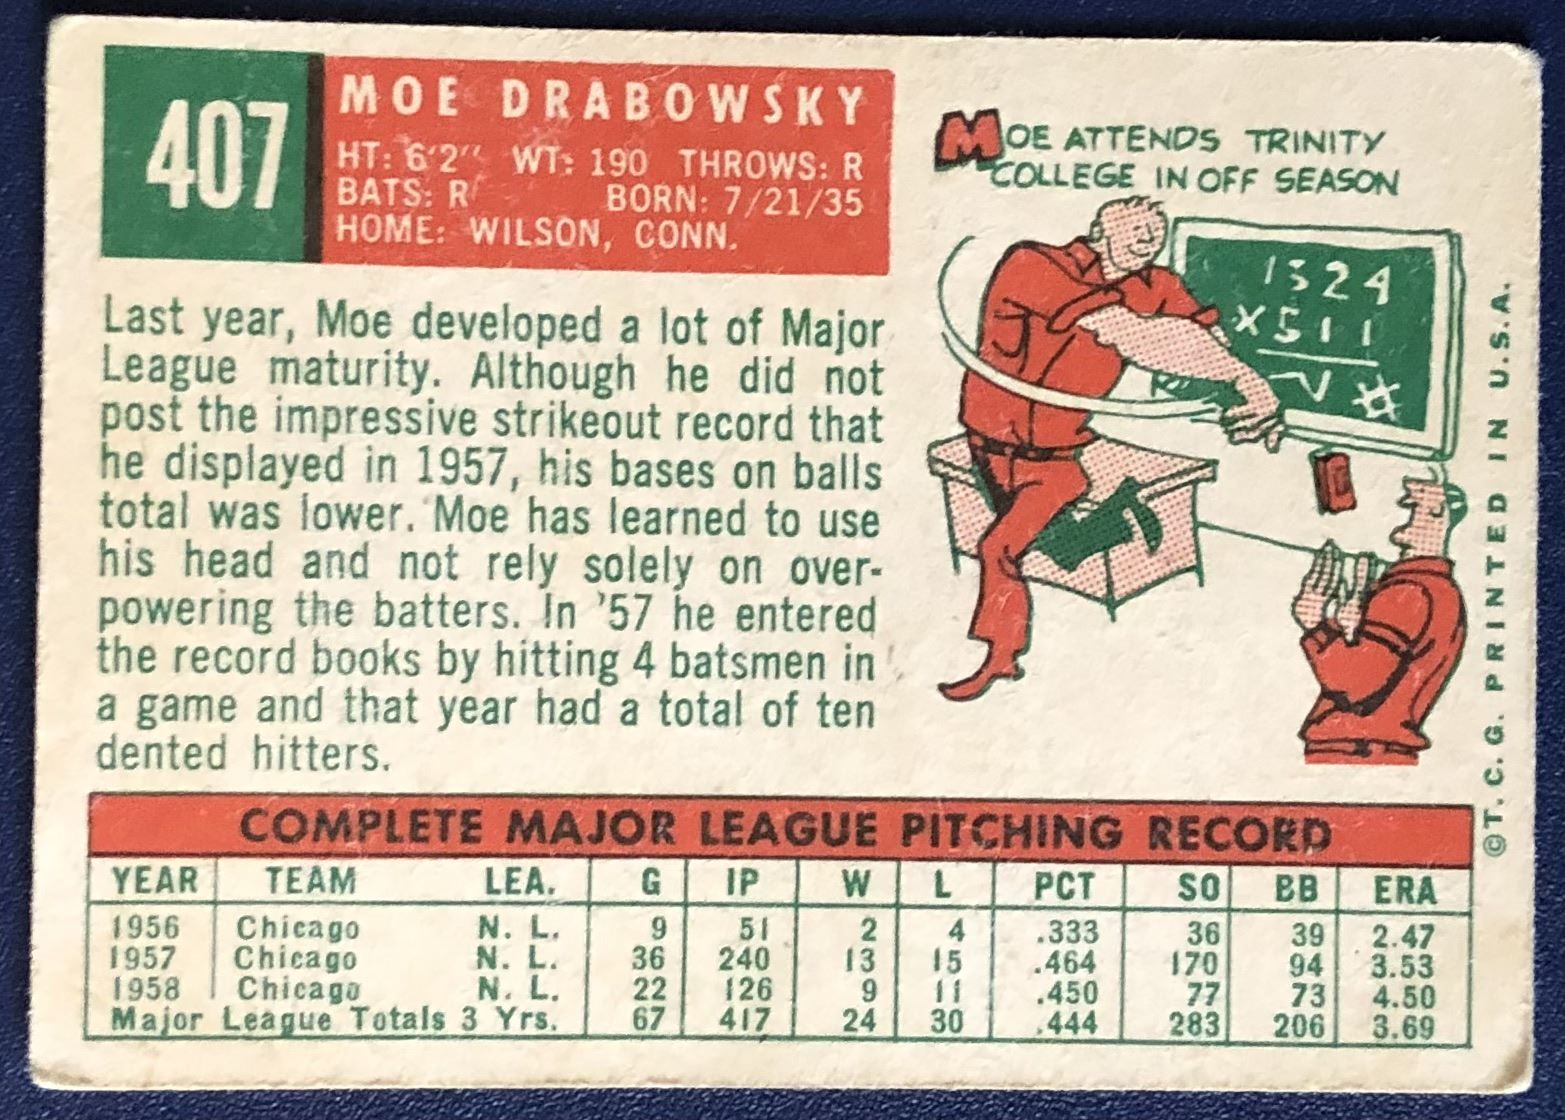 407
MOE DRABOWSKY
HT: 6'2" WT: 190 THROWS: R
BATS: R BORN: 7/21/35
HOME: WILSON, CONN.
MOE ATTENDS TRINITY
COLLEGE IN OFF SEASON
1324
X511
Last year, Moe developed a lot of Major
League maturity. Although he did not
post the impressive strikeout record that
he displayed in 1957, his bases on balls
total was lower. Moe has learned to use
his head and not rely solely on over-
powering the batters. In '57 he entered
the record books by hitting 4 batsmen in
a game and that year had a total of ten
dented hitters.
COMPLETE MAJOR LEAGUE PITCHING RECORD
YEAR TEAM LEA. G IP W L PCT SO BB ERA
1956 Chicago N. L. 9 51 2 4 .333 36 39 2.47
1957 Chicago N. L. 36 240 13 15 .464 170 94 3.53
1958 Chicago N. L. 22 126 9 11 .450 77 73 4.50
Major League Totals 3 Yrs. 67 417 24 30 .444 283 206 3.69
©T.C.G. PRINTED IN U.S.A.